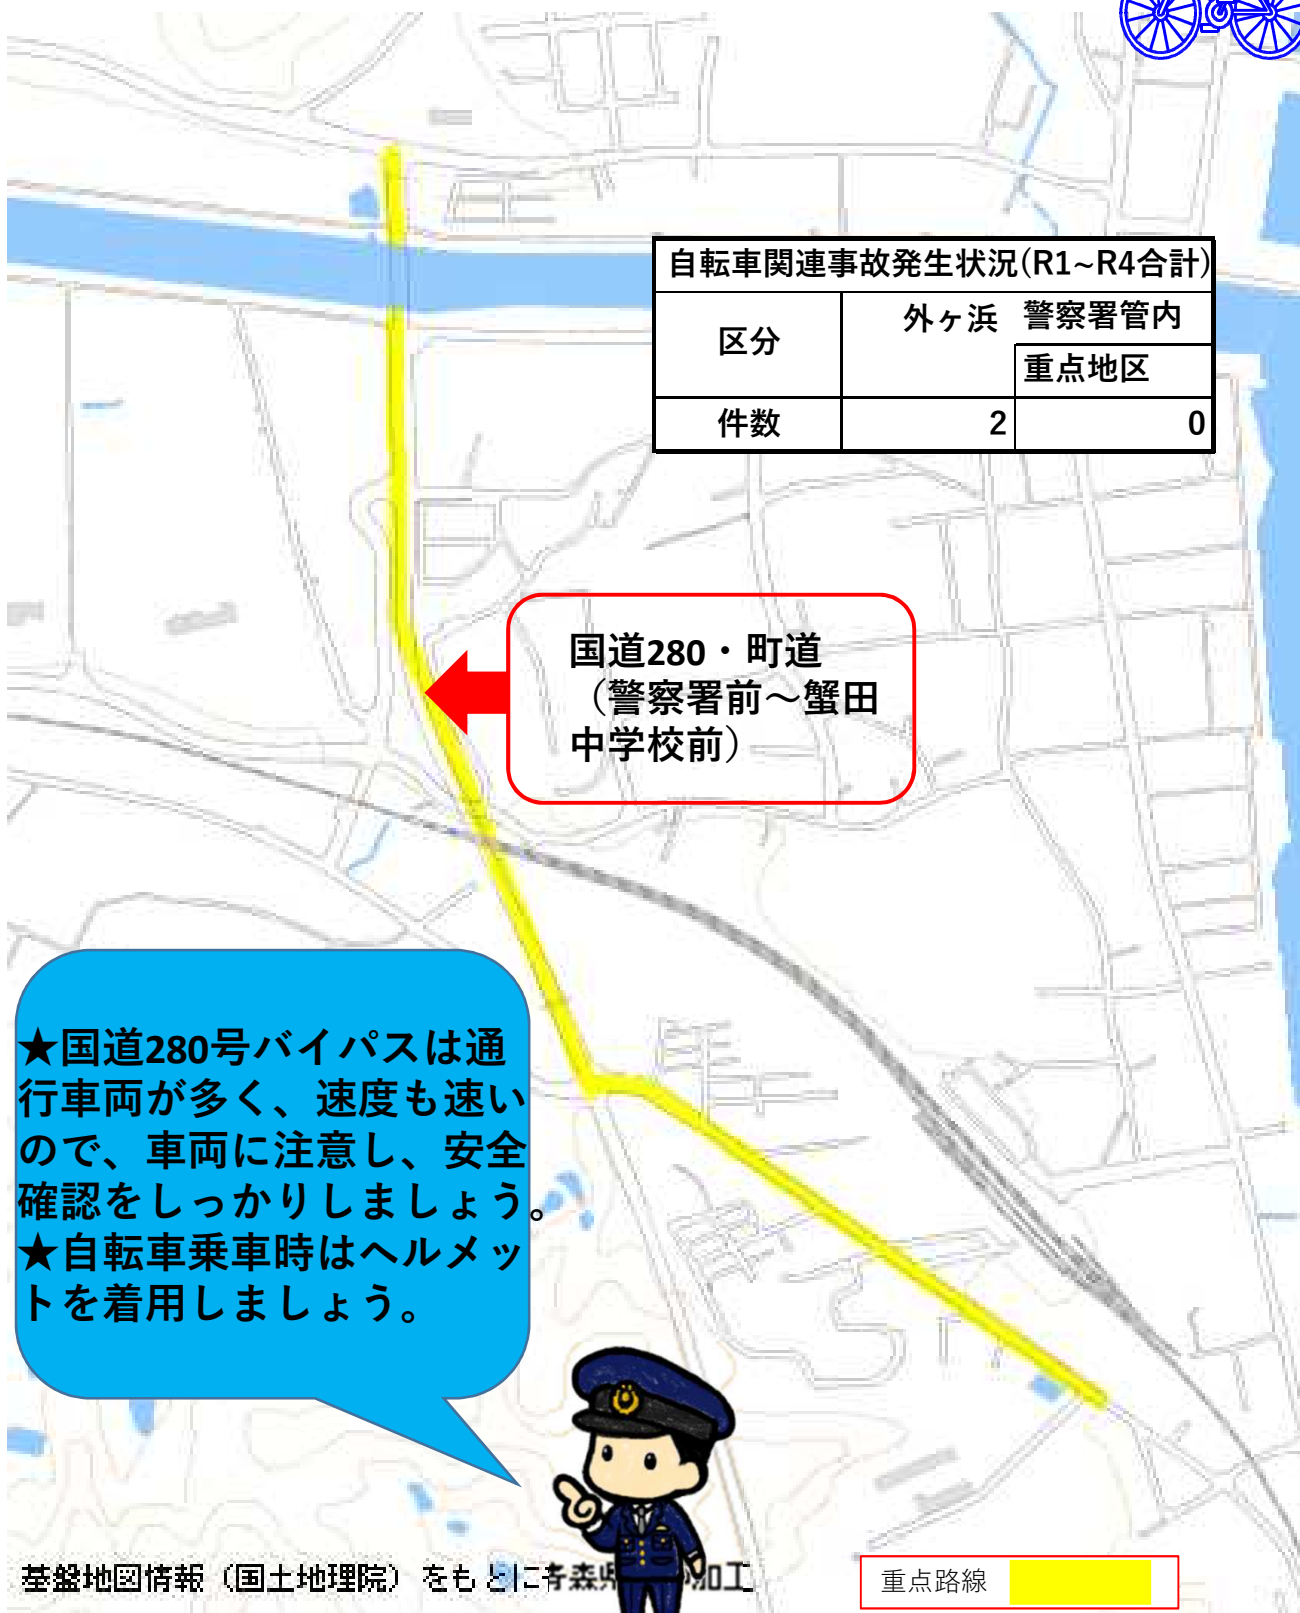 自転車関連事故発生状況(R1~R4合計)
区分
外ヶ浜 警察署管内
重点地区
件数 2 0
国道280・町道
（警察署前～蟹田
中学校前）
★国道280号バイパスは通
行車両が多く、速度も速い
ので、車両に注意し、安全
確認をしっかりしましょう。
★自転車乗車時はヘルメッ
トを着用しましょう。
基盤地図情報（国土地理院）をもとに青森県 加工
重点路線